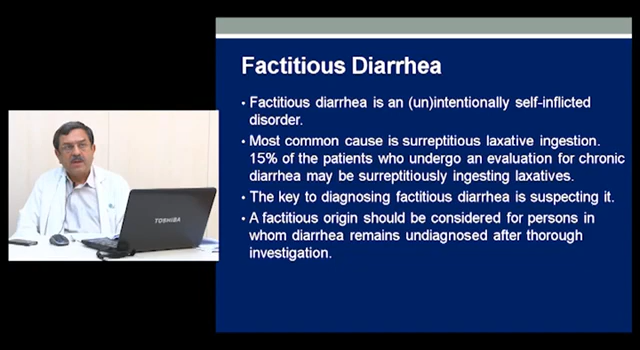 Factitious Diarrhea
• Factitious diarrhea is an (un)intentionally self-inflicted
disorder.
• Most common cause is surreptitious laxative ingestion.
15% of the patients who undergo an evaluation for chronic
diarrhea may be surreptitiously ingesting laxatives.
• The key to diagnosing factitious diarrhea is suspecting it.
• A factitious origin should be considered for persons in
whom diarrhea remains undiagnosed after thorough
investigation.
TOSHIBA